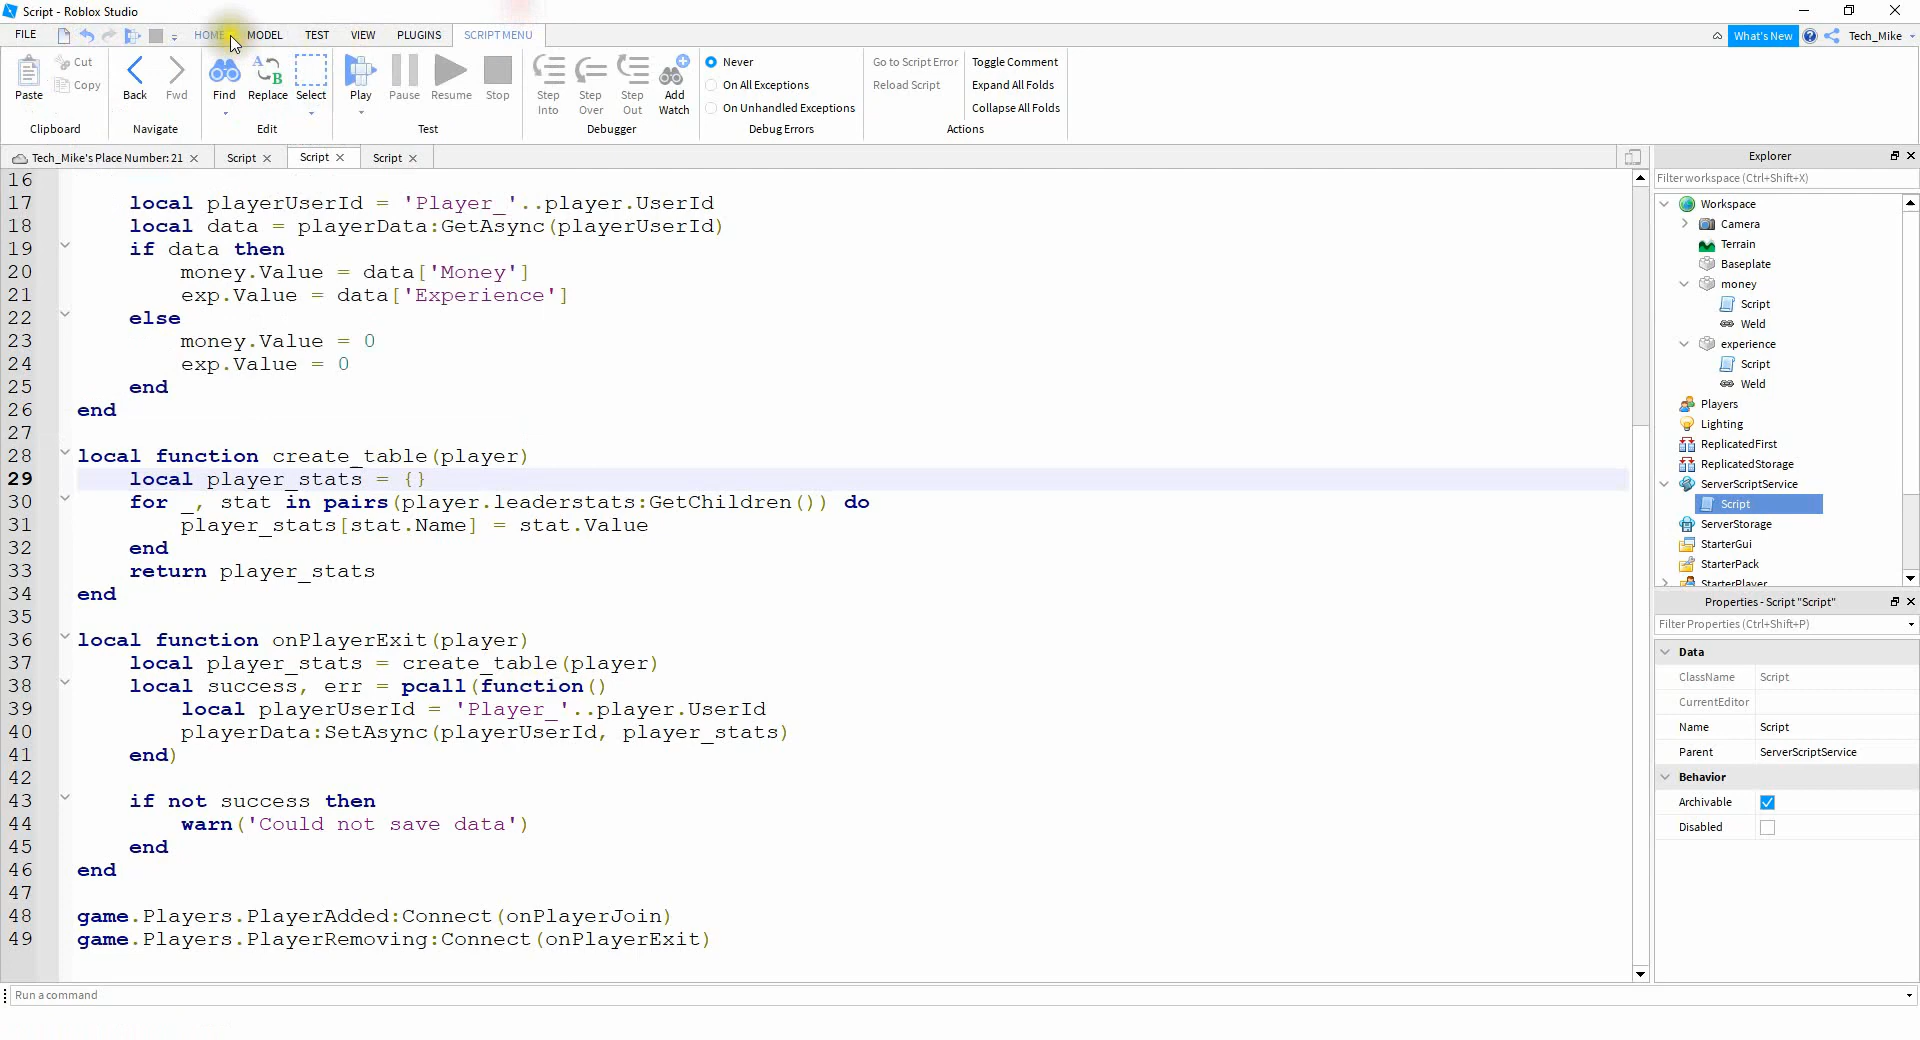 Script - Roblox Studio
FILE HOME MODEL TEST VIEW PLUGINS SCRIPT MENU What's New Tech_Mike
Paste Cut Copy Back Fwd Find Replace Select Play Pause Resume Stop Step Into Step Over Step Out Add Watch
Never
On All Exceptions
On Unhandled Exceptions
Go to Script Error
Reload Script
Toggle Comment
Expand All Folds
Collapse All Folds
Clipboard Navigate Edit Test Debugger Debug Errors Actions
Tech_Mike's Place Number: 21 Script Script Script
16
17 local playerUserId = 'Player_'..player.UserId
18 local data = playerData:GetAsync(playerUserId)
19 if data then
20 money.Value = data['Money']
21 exp.Value = data['Experience']
22 else
23 money.Value = 0
24 exp.Value = 0
25 end
26 end
27
28 local function create_table(player)
29 local player_stats = {}
30 for _, stat in pairs(player.leaderstats:GetChildren()) do
31 player_stats[stat.Name] = stat.Value
32 end
33 return player_stats
34 end
35
36 local function onPlayerExit(player)
37 local player_stats = create_table(player)
38 local success, err = pcall(function()
39 local playerUserId = 'Player_'..player.UserId
40 playerData:SetAsync(playerUserId, player_stats)
41 end)
42
43 if not success then
44 warn('Could not save data')
45 end
46 end
47
48 game.Players.PlayerAdded:Connect(onPlayerJoin)
49 game.Players.PlayerRemoving:Connect(onPlayerExit)
Run a command
Explorer
Filter workspace (Ctrl+Shift+X)
Workspace
Camera
Terrain
Baseplate
money
Script
Weld
experience
Script
Weld
Players
Lighting
ReplicatedFirst
ReplicatedStorage
ServerScriptService
Script
ServerStorage
StarterGui
StarterPack
StarterPlayer
Properties - Script "Script"
Filter Properties (Ctrl+Shift+P)
Data
ClassName Script
CurrentEditor
Name Script
Parent ServerScriptService
Behavior
Archivable
Disabled